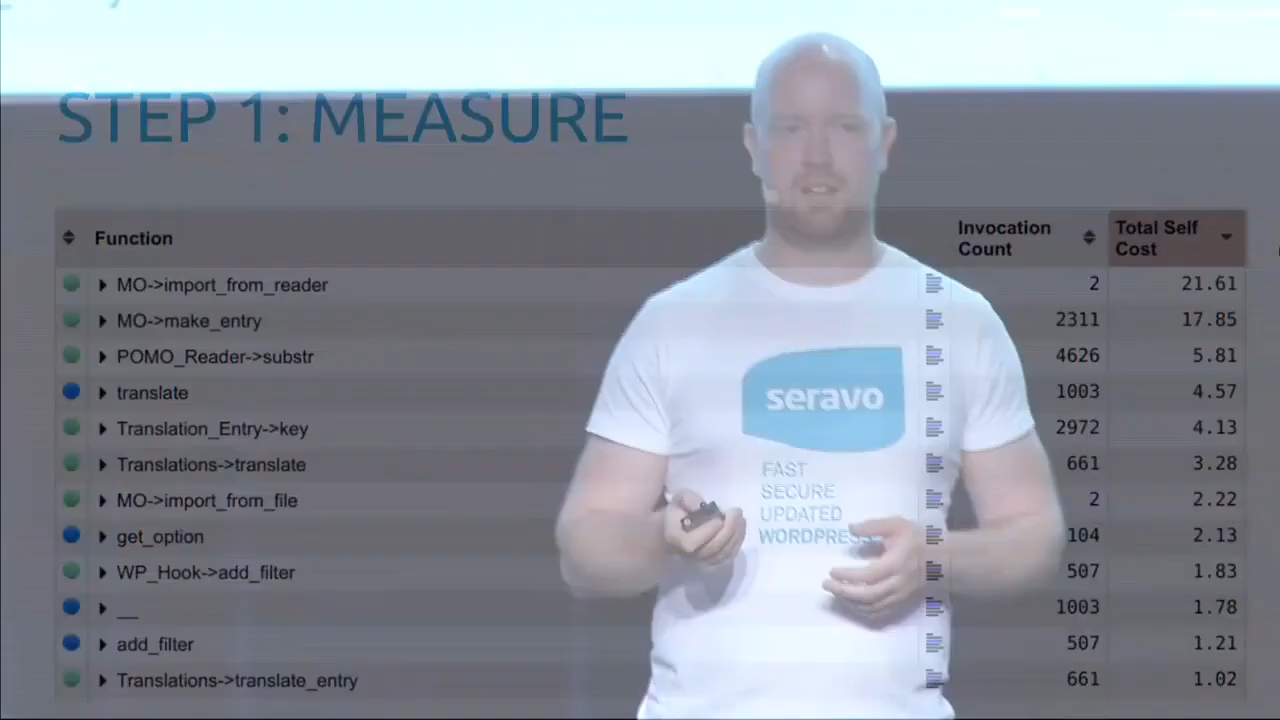 STEP 1: MEASURE
Function Invocation Count Total Self Cost
MO->import_from_reader 2 21.61
MO->make_entry 2311 17.85
POMO_Reader->substr 4626 5.81
translate 1003 4.57
Translation_Entry->key 2972 4.13
Translations->translate 661 3.28
MO->import_from_file 2 2.22
get_option 104 2.13
WP_Hook->add_filter 507 1.83
__ 1003 1.78
add_filter 507 1.21
Translations->translate_entry 661 1.02
seravo
FAST
SECURE
UPDATED
WORDPRESS